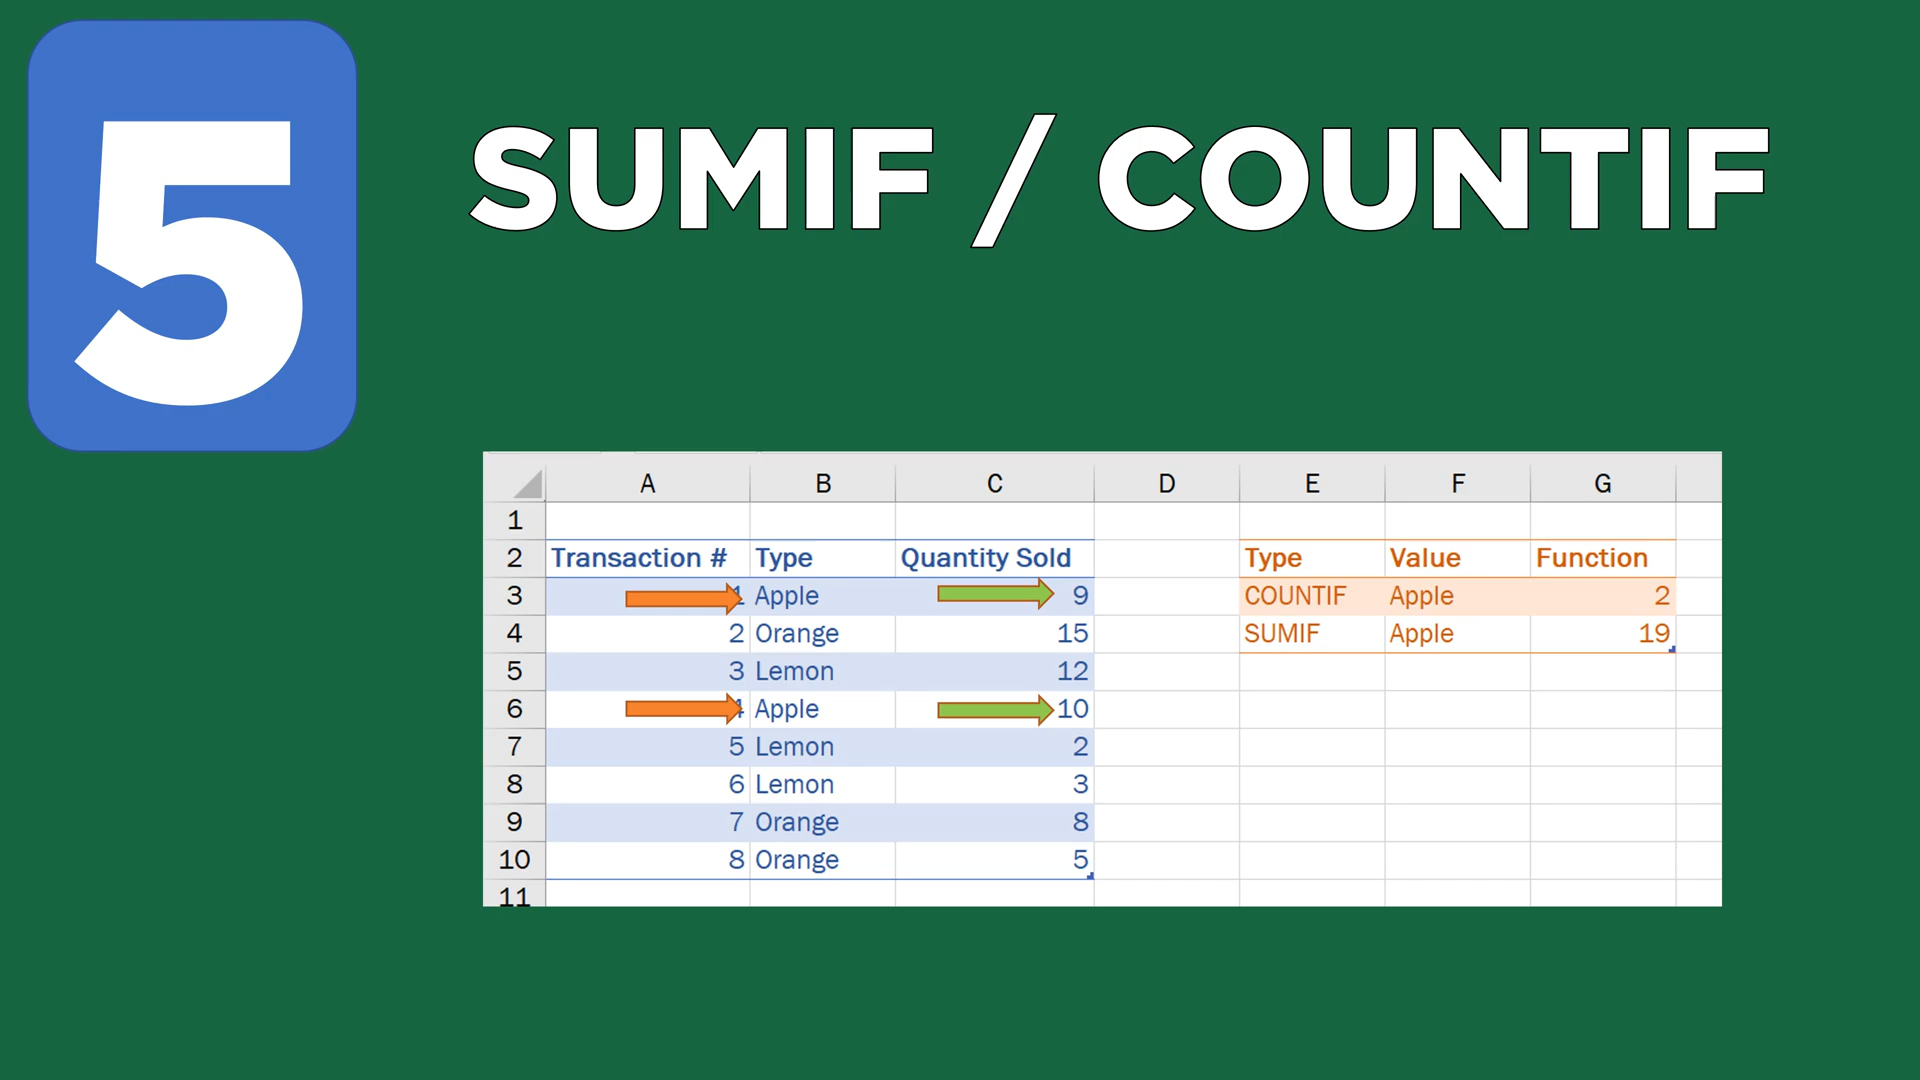 5
SUMIF / COUNTIF
A B C D E F G
1
2 Transaction # Type Quantity Sold Type Value Function
3 Apple 9 COUNTIF Apple 2
4 2 Orange 15 SUMIF Apple 19
5 3 Lemon 12
6 Apple 10
7 5 Lemon 2
8 6 Lemon 3
9 7 Orange 8
10 8 Orange 5
11